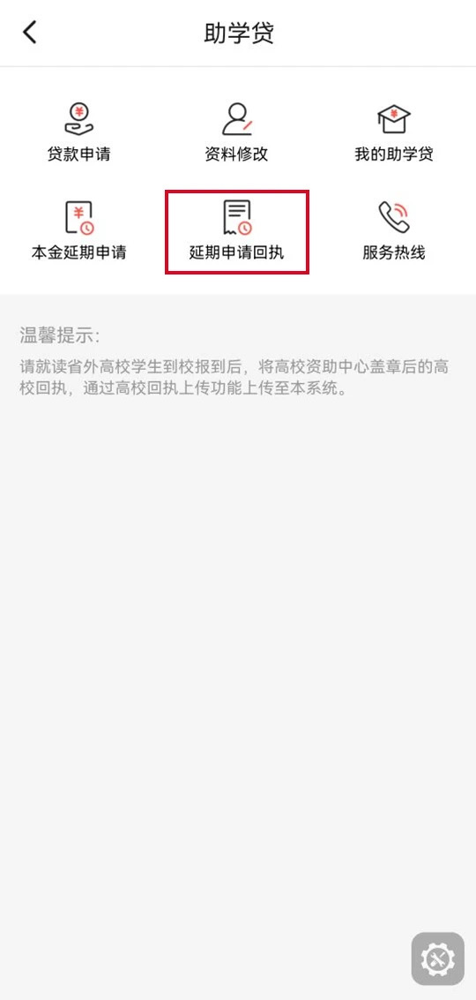 助学贷
贷款申请
资料修改
我的助学贷
本金延期申请
延期申请回执
服务热线
温馨提示：
请就读省外高校学生到校报到后，将高校资助中心盖章后的高
校回执，通过高校回执上传功能上传至本系统。